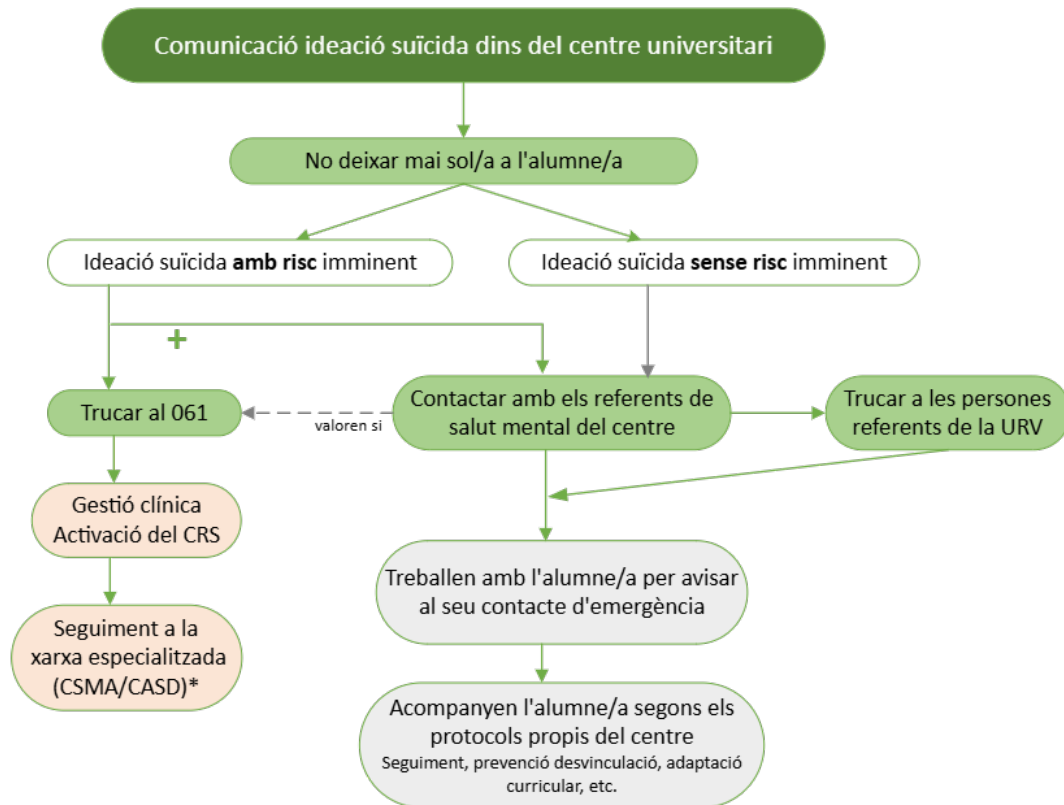 Comunicació ideació suïcida dins del centre universitari
No deixar mai sol/a a l'alumne/a
Ideació suïcida amb risc imminent
Ideació suïcida sense risc imminent
+
Trucar al 061
valoren si
Contactar amb els referents de
salut mental del centre
Trucar a les persones
referents de la URV
Gestió clínica
Activació del CRS
Seguiment a la
xarxa especialitzada
(CSMA/CASD)*
Treballen amb l'alumne/a per avisar
al seu contacte d'emergència
Acompanyen l'alumne/a segons els
protocols propis del centre
Seguiment, prevenció desvinculació, adaptació
curricular, etc.